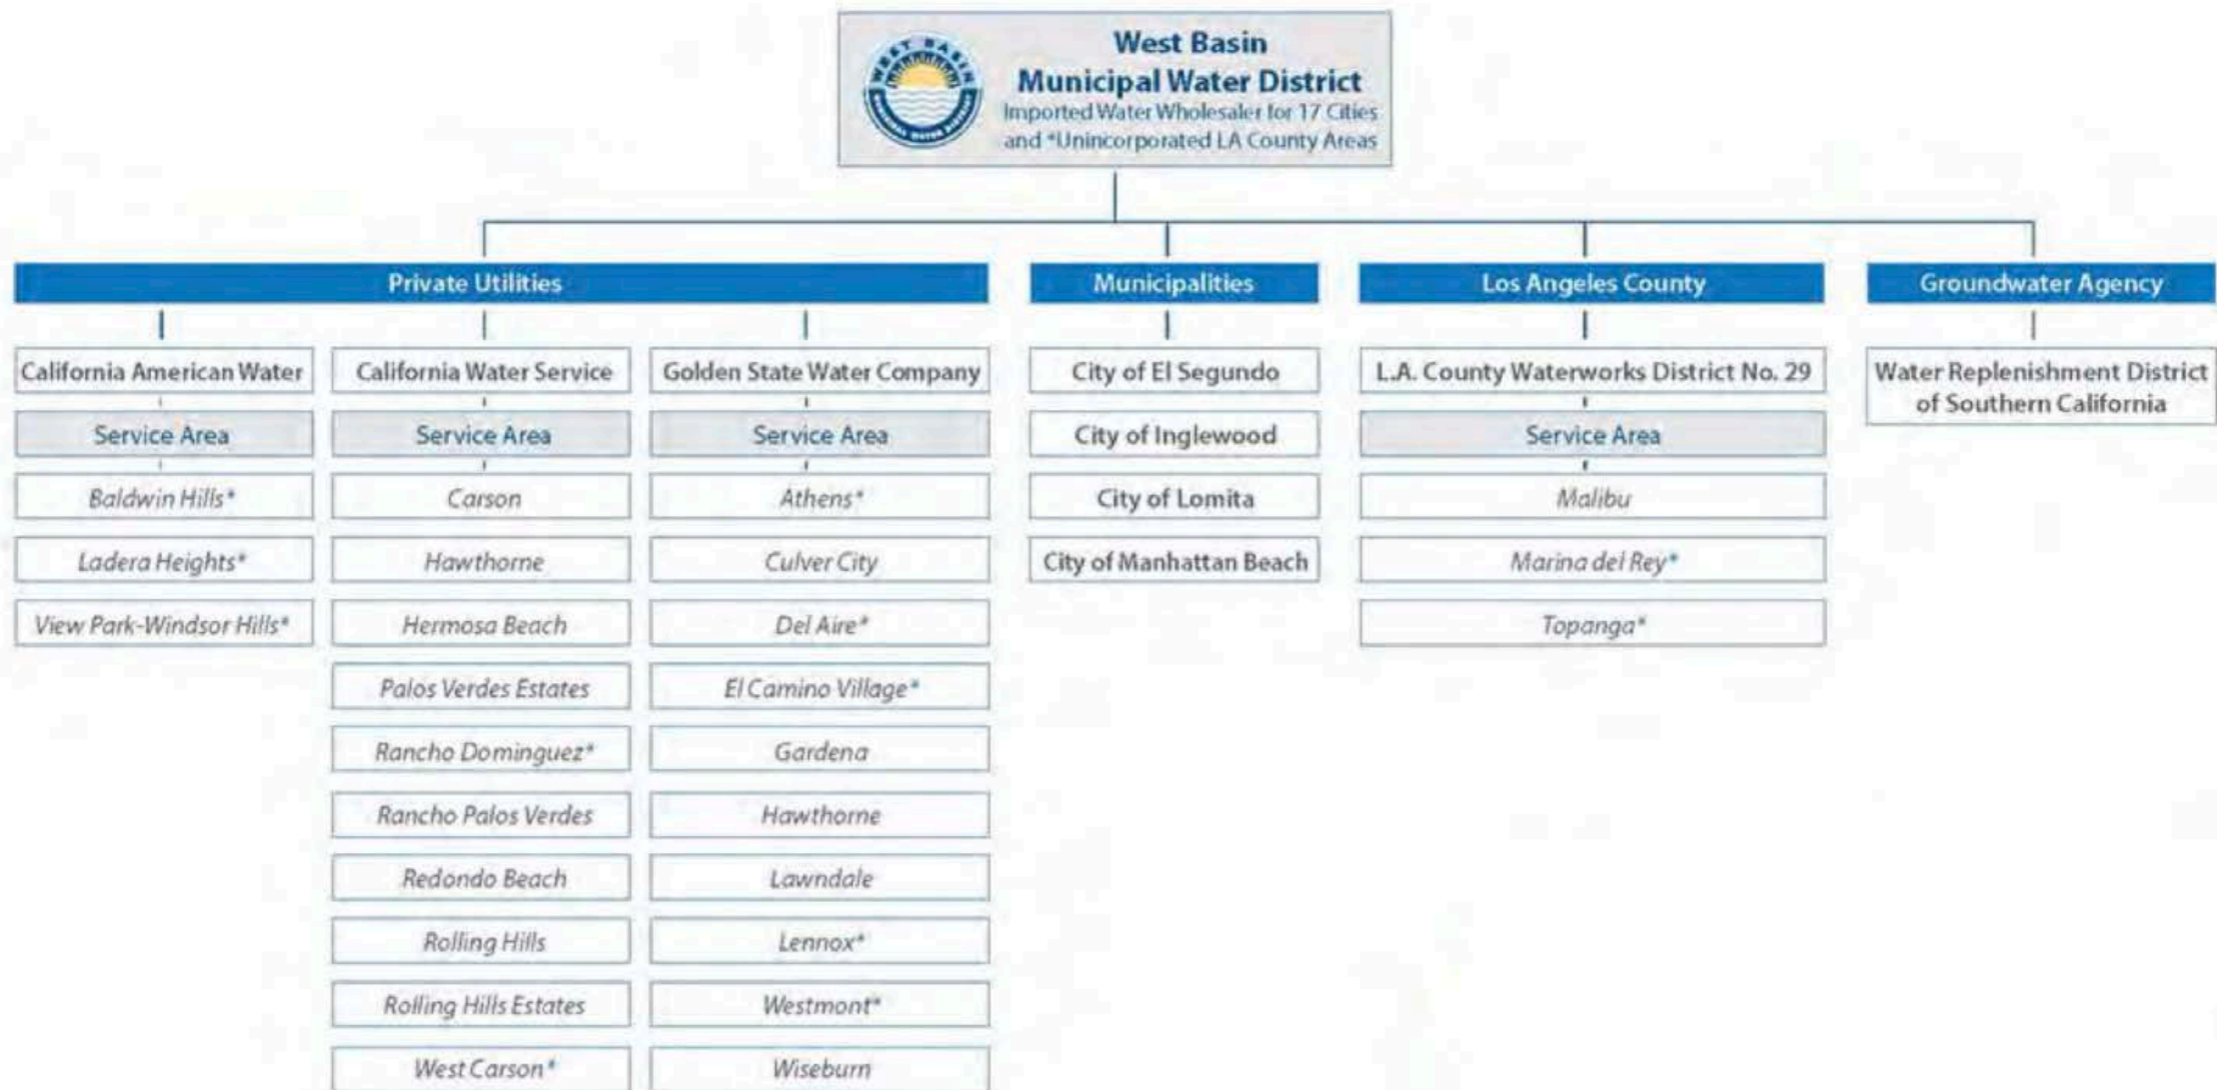 WEST BASIN
MUNICIPAL WATER DISTRICT
West Basin
Municipal Water District
Imported Water Wholesaler for 17 Cities
and *Unincorporated LA County Areas
Private Utilities
California American Water
Service Area
Baldwin Hills*
Ladera Heights*
View Park-Windsor Hills*
California Water Service
Service Area
Carson
Hawthorne
Hermosa Beach
Palos Verdes Estates
Rancho Dominguez*
Rancho Palos Verdes
Redondo Beach
Rolling Hills
Rolling Hills Estates
West Carson*
Golden State Water Company
Service Area
Athens*
Culver City
Del Aire*
El Camino Village*
Gardena
Hawthorne
Lawndale
Lennox*
Westmont*
Wiseburn
Municipalities
City of El Segundo
City of Inglewood
City of Lomita
City of Manhattan Beach
Los Angeles County
L.A. County Waterworks District No. 29
Service Area
Malibu
Marina del Rey*
Topanga*
Groundwater Agency
Water Replenishment District
of Southern California